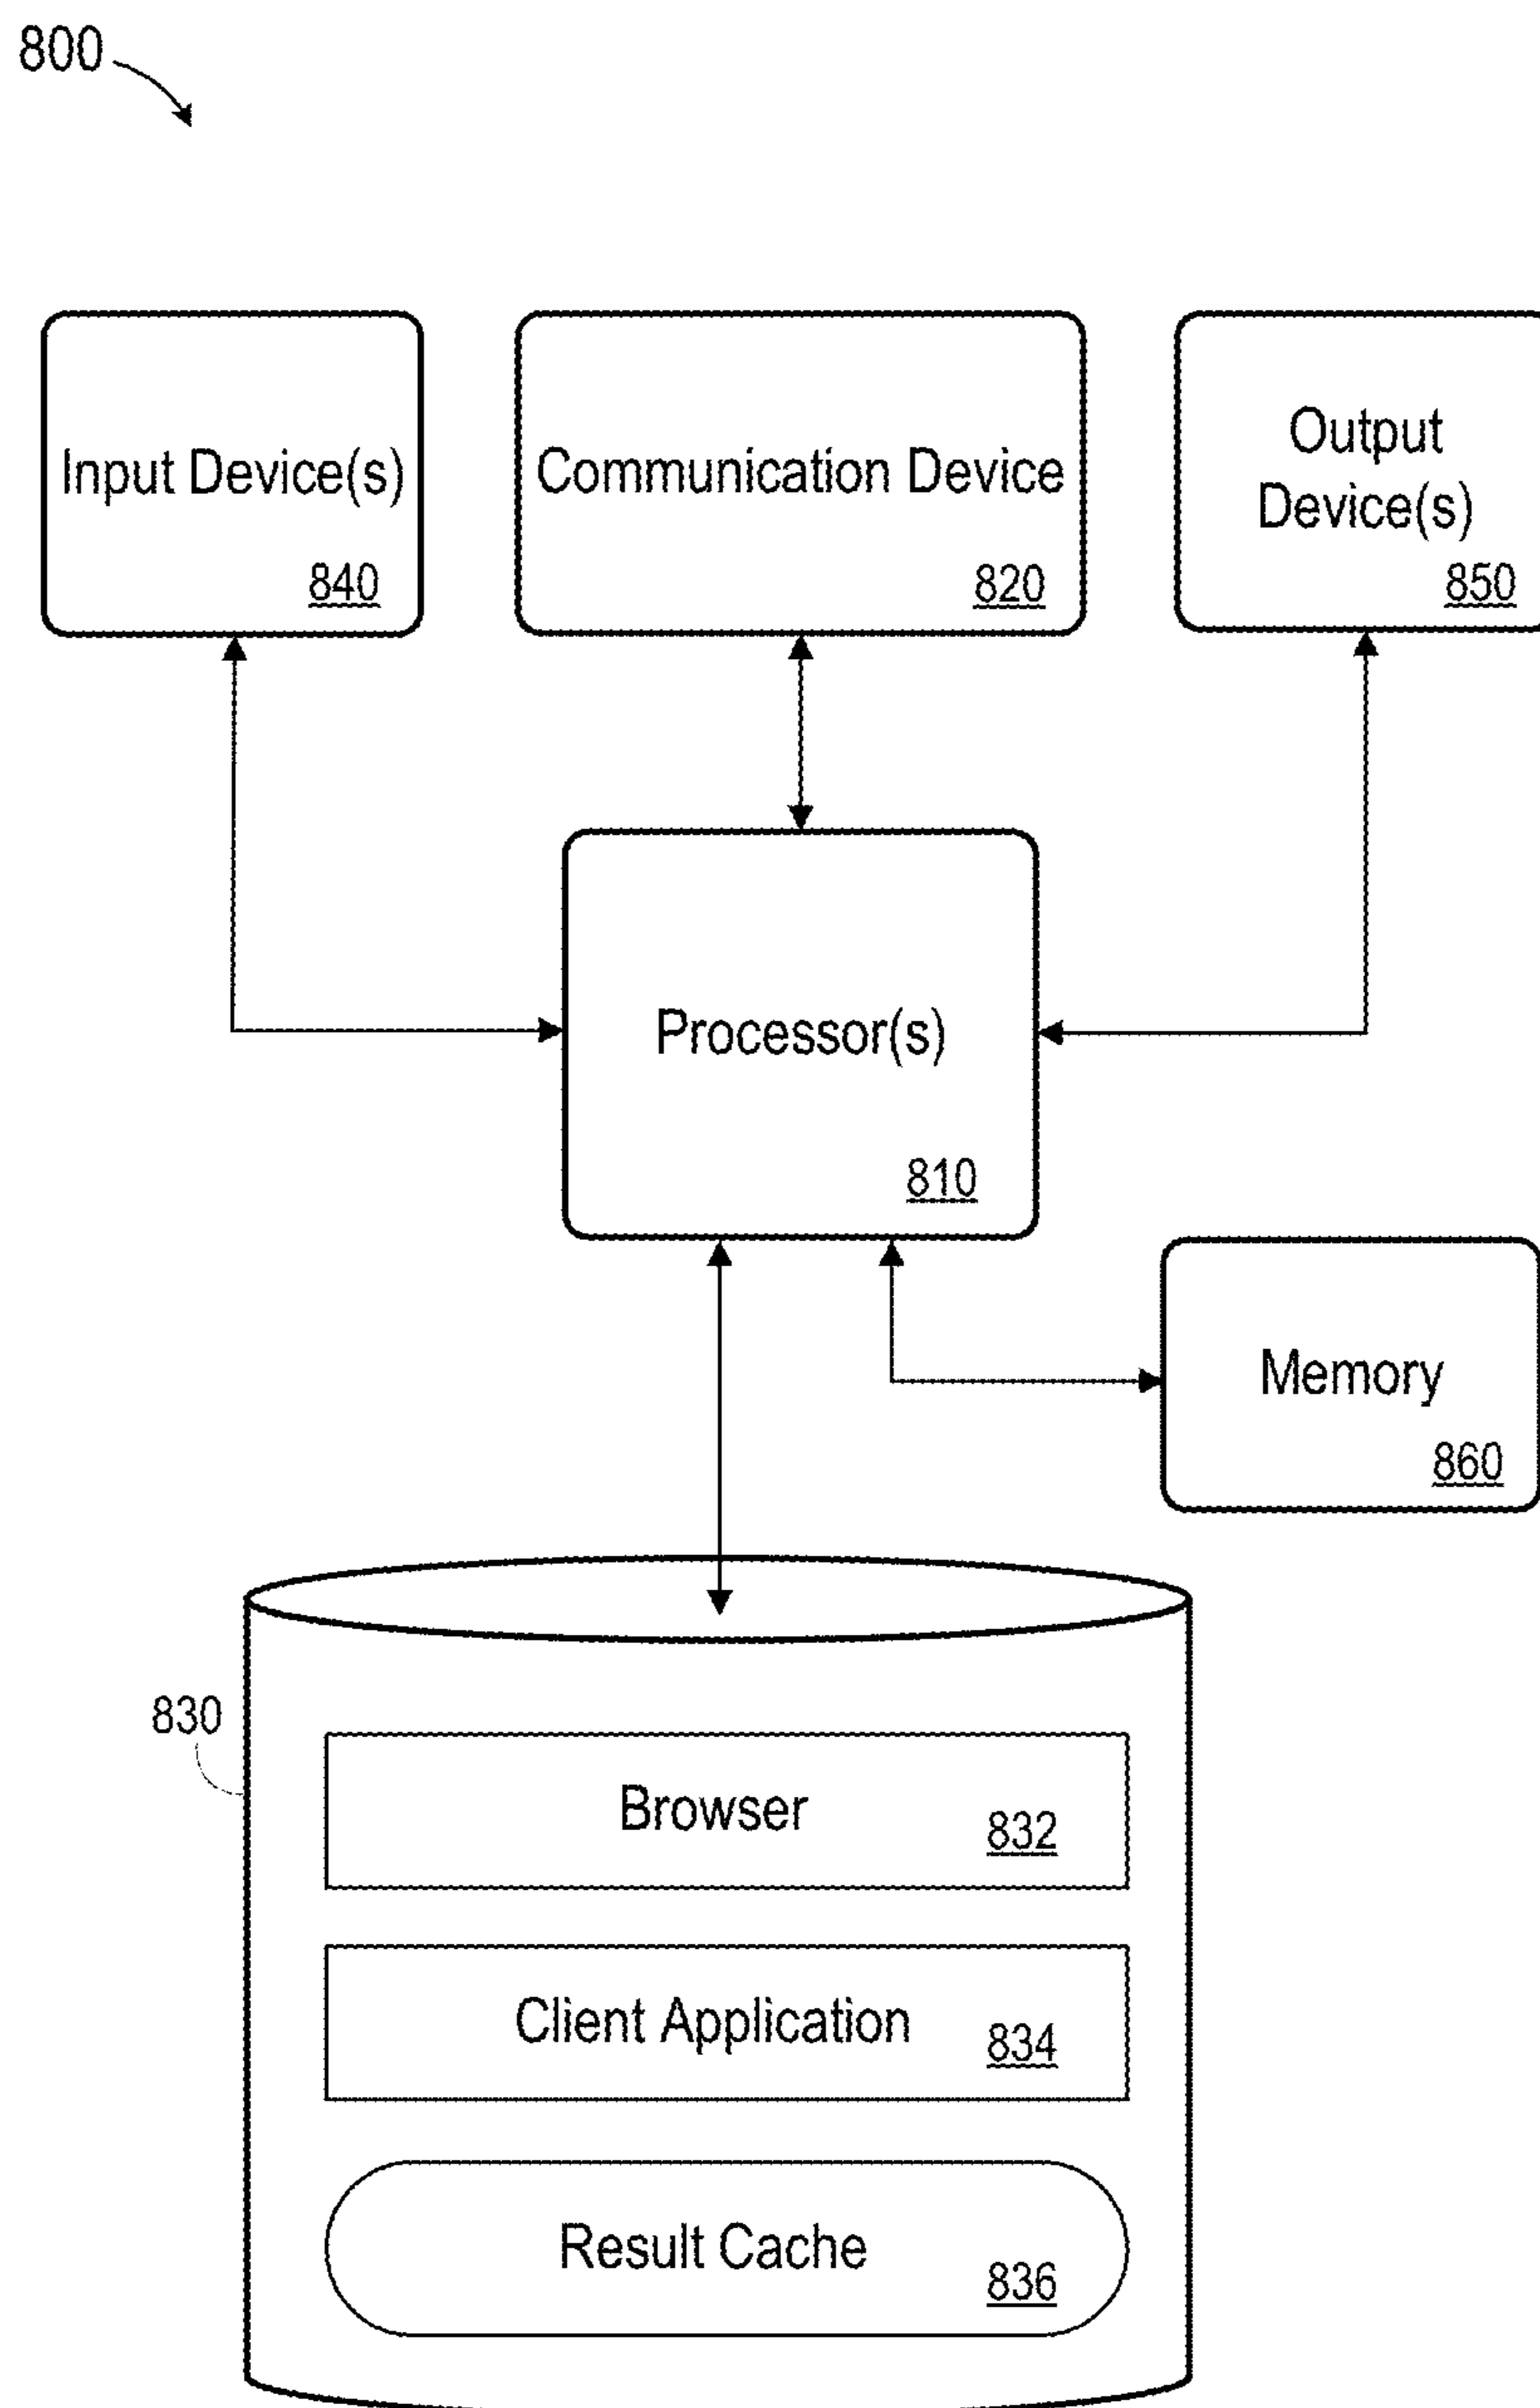 800
Input Device(s)
840
Communication Device
820
Output
Device(s)
850
Processor(s)
810
Memory
860
830
Browser
832
Client Application
834
Result Cache
836